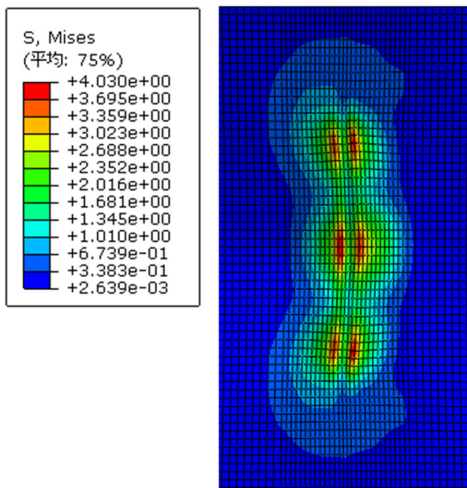 S, Mises
(平均: 75%)
+4.030e+00
+3.695e+00
+3.359e+00
+3.023e+00
+2.688e+00
+2.352e+00
+2.016e+00
+1.681e+00
+1.345e+00
+1.010e+00
+6.739e-01
+3.383e-01
+2.639e-03